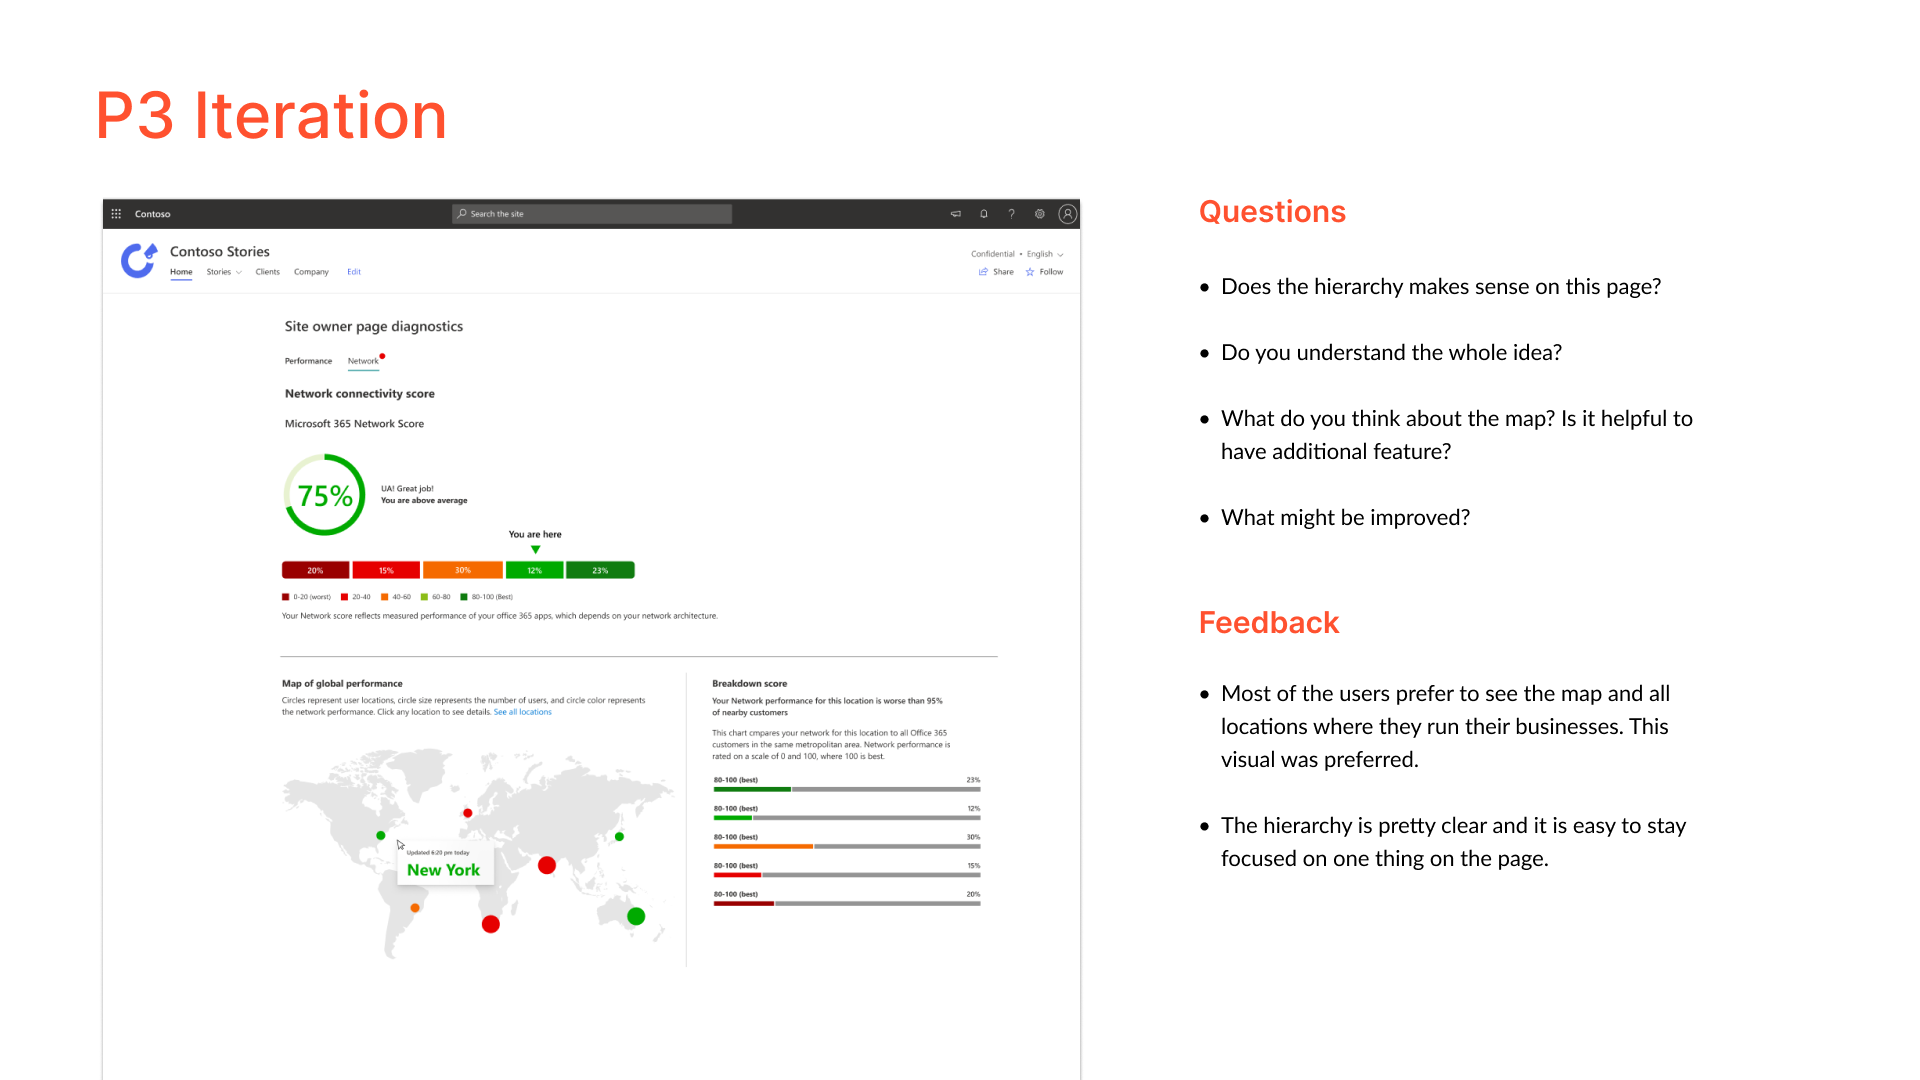 P3 Iteration
Contoso
Search the site
?
Contoso Stories
Home Stories Clients Company Edit
Confidential • English
Share Follow
Site owner page diagnostics
Performance Network
Network connectivity score
Microsoft 365 Network Score
75%
UA! Great job!
You are above average
You are here
20% 15% 30% 12% 23%
0-20 (worst) 20-40 40-60 60-80 80-100 (Best)
Your Network score reflects measured performance of your office 365 apps, which depends on your network architecture.
Map of global performance
Circles represent user locations, circle size represents the number of users, and circle color represents
the network performance. Click any location to see details. See all locations
Updated 6:20 pm today
New York
Breakdown score
Your Network performance for this location is worse than 95%
of nearby customers
This chart cmpares your network for this location to all Office 365
customers in the same metropolitan area. Network performance is
rated on a scale of 0 and 100, where 100 is best.
80-100 (best) 23%
80-100 (best) 12%
80-100 (best) 30%
80-100 (best) 15%
80-100 (best) 20%
Questions
• Does the hierarchy makes sense on this page?
• Do you understand the whole idea?
• What do you think about the map? Is it helpful to
have additional feature?
• What might be improved?
Feedback
• Most of the users prefer to see the map and all
locations where they run their businesses. This
visual was preferred.
• The hierarchy is pretty clear and it is easy to stay
focused on one thing on the page.